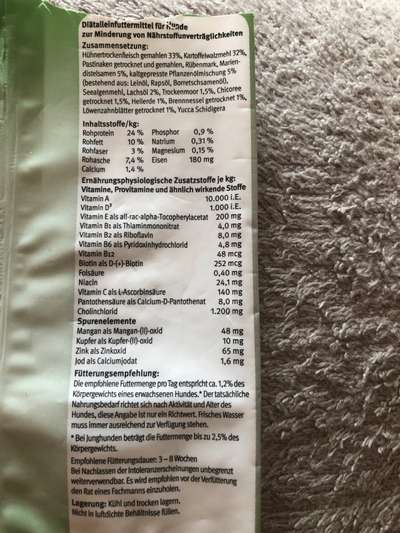 Diätalleinfuttermittel für Hunde
zur Minderung von Nährstoffunverträglichkeiten
Zusammensetzung:
Hühnertrockenfleisch gemahlen 33%, Kartoffelwalzmehl 32%,
Pastinaken getrocknet und gemahlen, Rübenmark, Marien-
distelsamen 5%, kaltgepresste Pflanzenölmischung 5%
(bestehend aus: Leinöl, Rapsöl, Borretschsamenöl),
Seealgenmehl, Lachsöl 2%, Trockenmoor 1,5%, Chicoree
getrocknet 1,5%, Heilerde 1%, Brennnessel getrocknet 1%,
Löwenzahnblätter getrocknet 1%, Yucca Schidigera
Inhaltsstoffe/kg:
Rohprotein 24 % Phosphor 0,9 %
Rohfett 10 % Natrium 0,31 %
Rohfaser 3 % Magnesium 0,15 %
Rohasche 7,4 % Eisen 180 mg
Calcium 1,4 %
Ernährungsphysiologische Zusatzstoffe je kg:
Vitamine, Provitamine und ähnlich wirkende Stoffe
Vitamin A 10.000 I.E.
Vitamin D³ 1.000 I.E.
Vitamin E als all-rac-alpha-Tocopherylacetat 200 mg
Vitamin B1 als Thiaminmononitrat 4,0 mg
Vitamin B2 als Riboflavin 8,0 mg
Vitamin B6 als Pyridoxinhydrochlorid 4,8 mg
Vitamin B12 48 mcg
Biotin als D-(+)-Biotin 252 mcg
Folsäure 0,40 mg
Niacin 24,1 mg
Vitamin C als L-Ascorbinsäure 140 mg
Pantothensäure als Calcium-D-Pantothenat 8,0 mg
Cholinchlorid 1.200 mg
Spurenelemente
Mangan als Mangan-(II)-oxid 48 mg
Kupfer als Kupfer-(II)-oxid 10 mg
Zink als Zinkoxid 65 mg
Jod als Calciumjodat 1,6 mg
Fütterungsempfehlung:
Die empfohlene Futtermenge pro Tag entspricht ca. 1,2% des
Körpergewichts eines erwachsenen Hundes.* Der tatsächliche
Nahrungsbedarf richtet sich nach Aktivität und Alter des
Hundes, diese Angabe ist nur ein Richtwert. Frisches Wasser
muss immer ausreichend zur Verfügung stehen.
* Bei Junghunden beträgt die Futtermenge bis zu 2,5% des
Körpergewichts.
Empfohlene Fütterungsdauer: 3 – 8 Wochen
Bei Nachlassen der Intoleranzerscheinungen unbegrenzt
weiterverwendbar. Es wird empfohlen vor der Verfütterung
den Rat eines Fachmanns einzuholen.
Lagerung: Kühl und trocken lagern.
Nicht in luftdichte Behältnisse füllen.